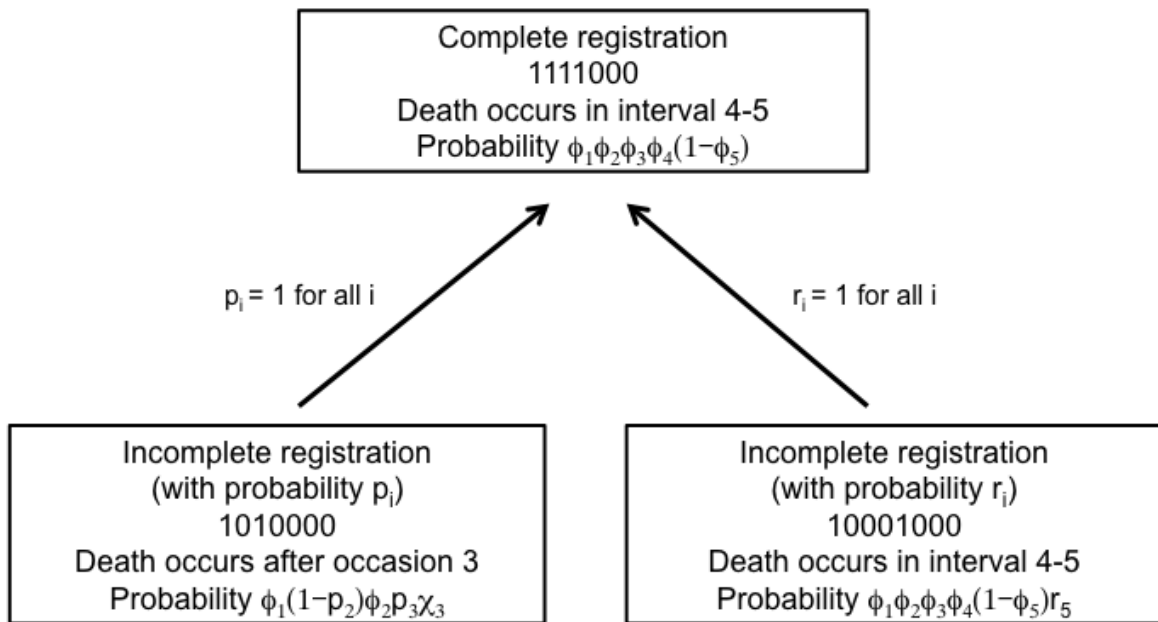 Complete registration
1111000
Death occurs in interval 4-5
Probability ϕ₁ϕ₂ϕ₃ϕ₄(1−ϕ₅)
pᵢ = 1 for all i
rᵢ = 1 for all i
Incomplete registration
(with probability pᵢ)
1010000
Death occurs after occasion 3
Probability ϕ₁(1−p₂)ϕ₂p₃χ₃
Incomplete registration
(with probability rᵢ)
10001000
Death occurs in interval 4-5
Probability ϕ₁ϕ₂ϕ₃ϕ₄(1−ϕ₅)r₅